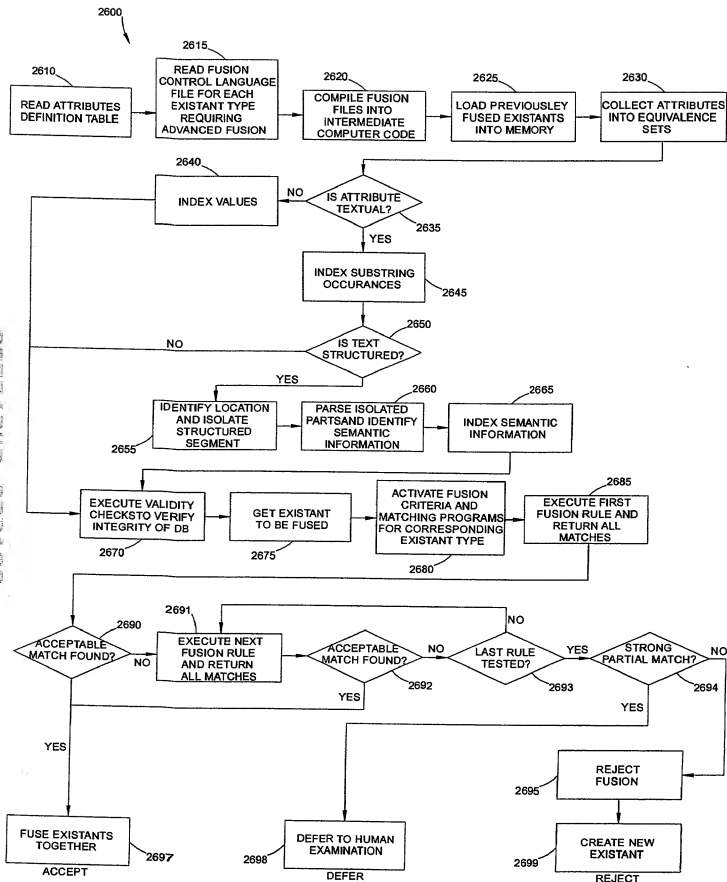 2600
2610
READ ATTRIBUTES
DEFINITION TABLE
2615
READ FUSION
CONTROL LANGUAGE
FILE FOR EACH
EXISTANT TYPE
REQUIRING
ADVANCED FUSION
2620
COMPILE FUSION
FILES INTO
INTERMEDIATE
COMPUTER CODE
2625
LOAD PREVIOUSLEY
FUSED EXISTANTS
INTO MEMORY
2630
COLLECT ATTRIBUTES
INTO EQUIVALENCE
SETS
2640
INDEX VALUES
NO
IS ATTRIBUTE
TEXTUAL?
2635
YES
INDEX SUBSTRING
OCCURANCES
2645
2650
NO
IS TEXT
STRUCTURED?
YES
IDENTIFY LOCATION
AND ISOLATE
STRUCTURED
SEGMENT
2655
2660
PARSE ISOLATED
PARTSAND IDENTIFY
SEMANTIC
INFORMATION
2665
INDEX SEMANTIC
INFORMATION
EXECUTE VALIDITY
CHECKSTO VERIFY
INTEGRITY OF DB
2670
GET EXISTANT
TO BE FUSED
2675
ACTIVATE FUSION
CRITERIA AND
MATCHING PROGRAMS
FOR CORRESPONDING
EXISTANT TYPE
2680
2685
EXECUTE FIRST
FUSION RULE AND
RETURN ALL
MATCHES
2690
ACCEPTABLE
MATCH FOUND?
NO
2691
EXECUTE NEXT
FUSION RULE
AND RETURN
ALL MATCHES
ACCEPTABLE
MATCH FOUND?
2692
NO
YES
NO
LAST RULE
TESTED?
2693
YES
STRONG
PARTIAL MATCH?
2694
NO
YES
YES
2695
REJECT
FUSION
FUSE EXISTANTS
TOGETHER
2697
ACCEPT
DEFER TO HUMAN
EXAMINATION
2698
DEFER
CREATE NEW
EXISTANT
2699
REJECT